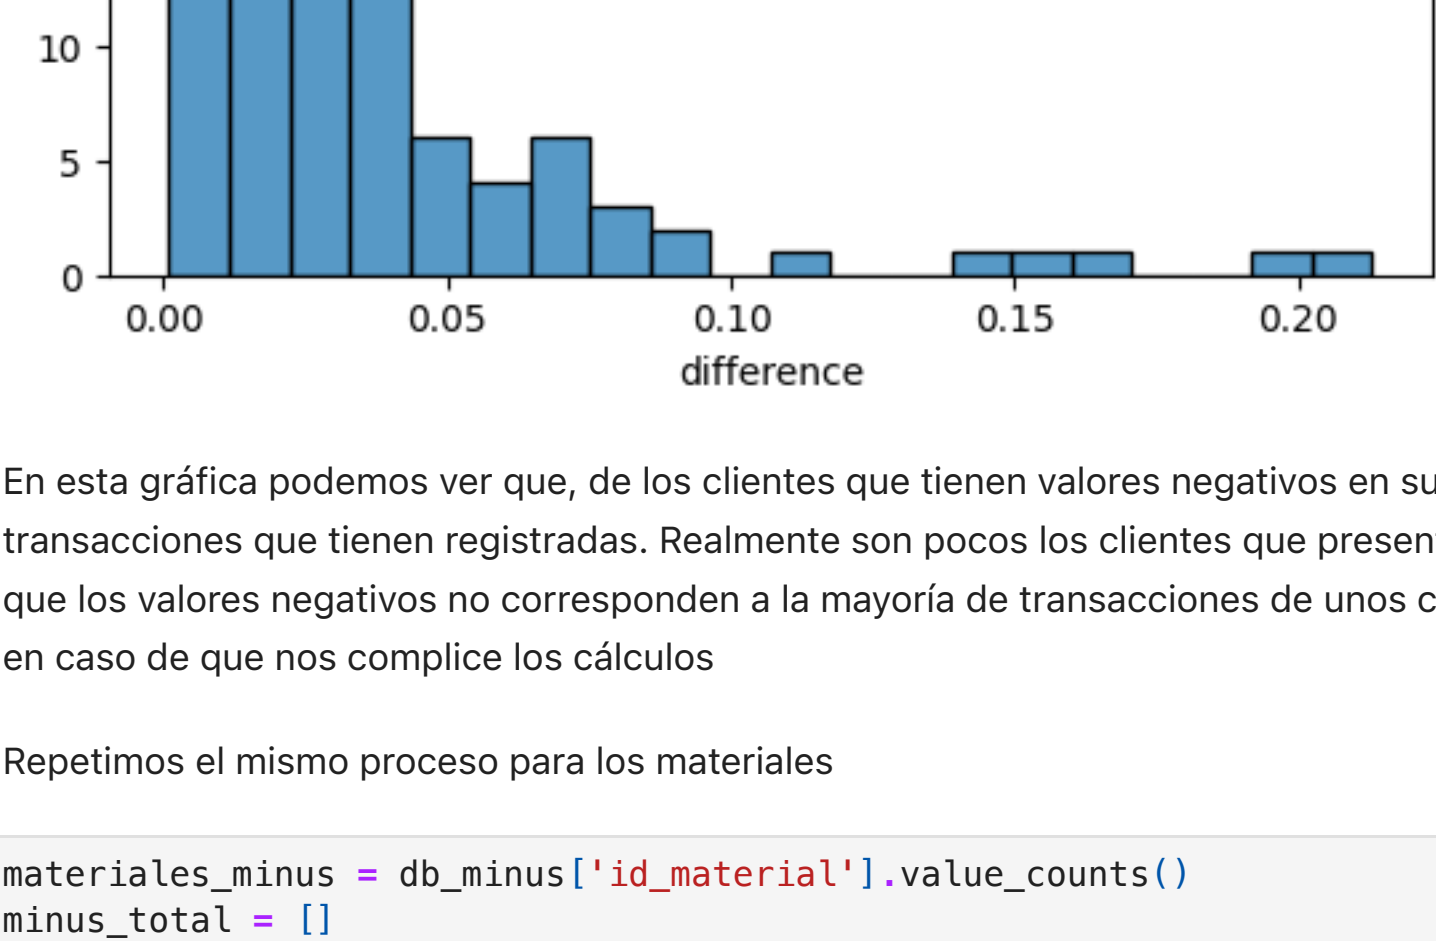 10
5
0
0.00 0.05 0.10 0.15 0.20
difference
En esta gráfica podemos ver que, de los clientes que tienen valores negativos en su
transacciones que tienen registradas. Realmente son pocos los clientes que presen
que los valores negativos no corresponden a la mayoría de transacciones de unos c
en caso de que nos complice los cálculos
Repetimos el mismo proceso para los materiales
materiales_minus = db_minus['id_material'].value_counts()
minus_total = []